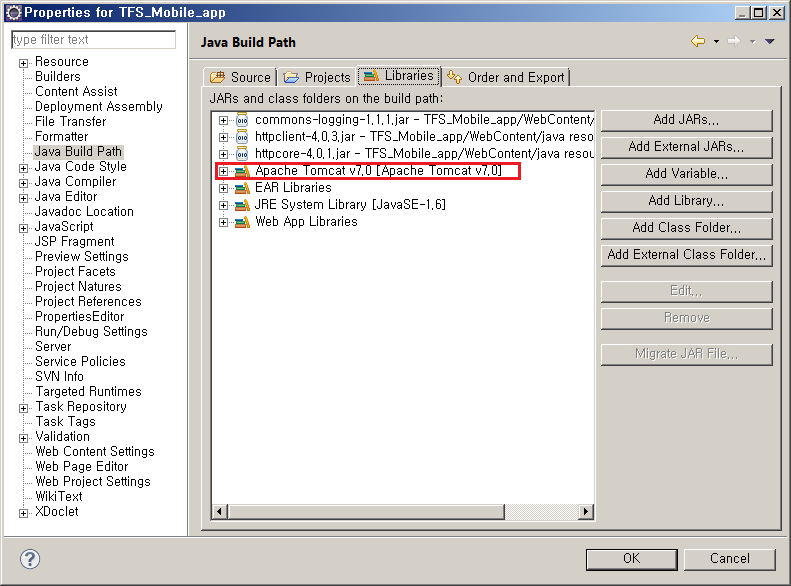 Properties for TFS_Mobile_app
type filter text
Resource
Builders
Content Assist
Deployment Assembly
File Transfer
Formatter
Java Build Path
Java Code Style
Java Compiler
Java Editor
Javadoc Location
JavaScript
JSP Fragment
Preview Settings
Project Facets
Project Natures
Project References
PropertiesEditor
Run/Debug Settings
Server
Service Policies
SVN Info
Targeted Runtimes
Task Repository
Task Tags
Validation
Web Content Settings
Web Page Editor
Web Project Settings
WikiText
XDoclet
Java Build Path
Source
Projects
Libraries
Order and Export
JARs and class folders on the build path:
commons-logging-1,1,1,jar - TFS_Mobile_app/WebContent/
httpclient-4,0,3,jar - TFS_Mobile_app/WebContent/java reso
httpcore-4,0,1,jar - TFS_Mobile_app/WebContent/java resou
Apache Tomcat v7,0 [Apache Tomcat v7,0]
EAR Libraries
JRE System Library [JavaSE-1,6]
Web App Libraries
Add JARs,,,
Add External JARs,,,
Add Variable,,,
Add Library,,,
Add Class Folder,,,
Add External Class Folder,,,
Edit,,,
Remove
Migrate JAR File,,,
?
OK
Cancel